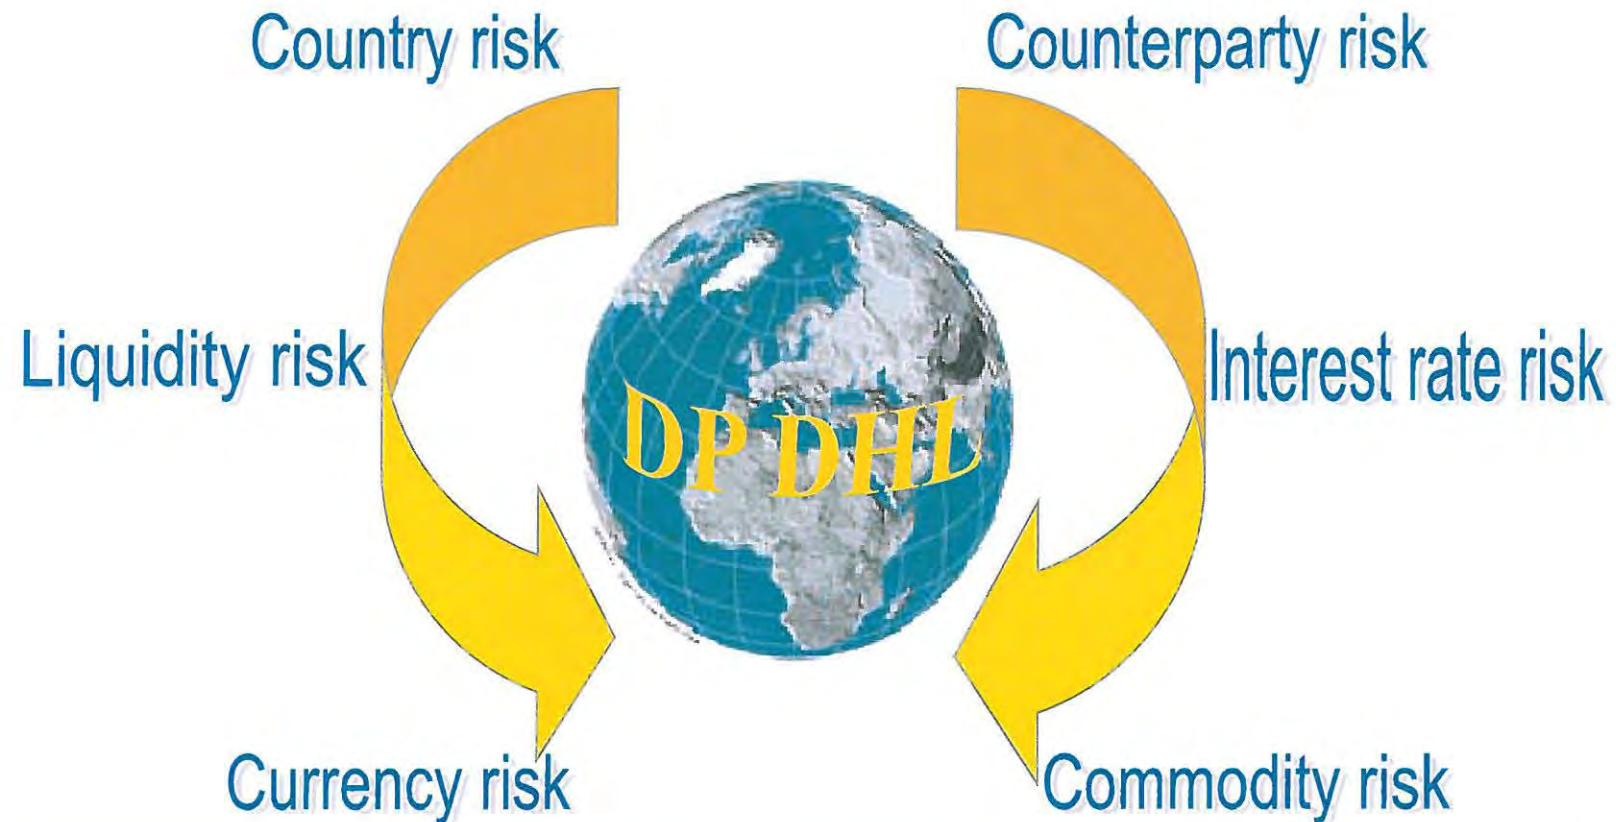 Country risk
Counterparty risk
Liquidity risk
Interest rate risk
DP DHL
Currency risk
Commodity risk